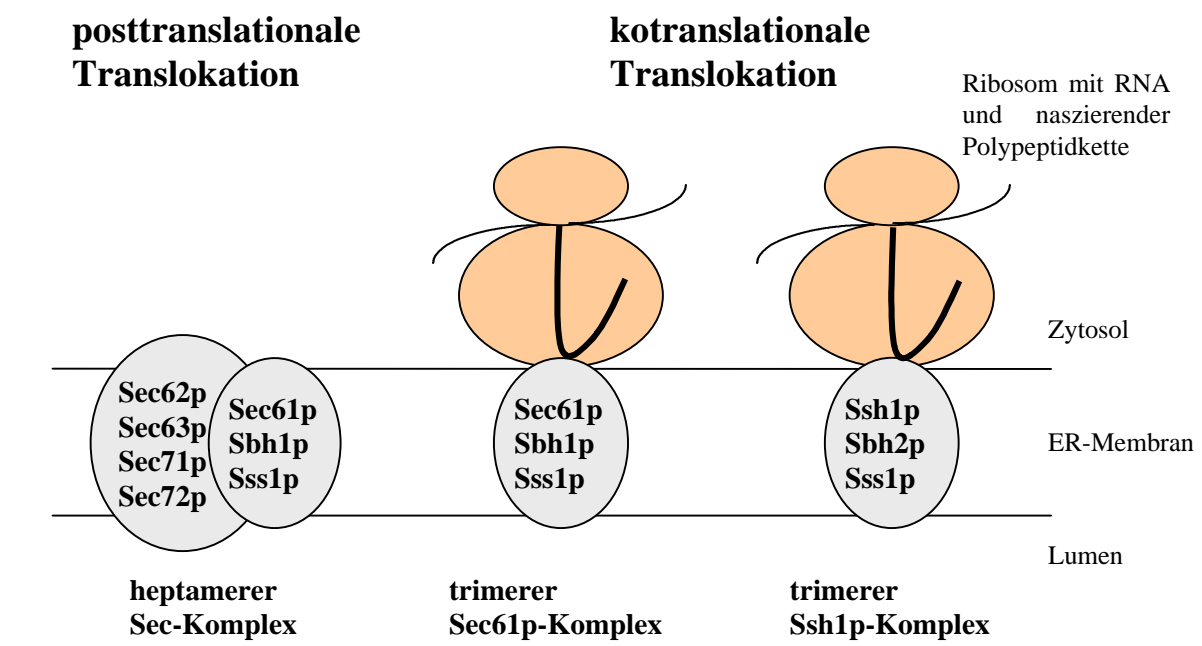 posttranslationale
Translokation
kotranslationale
Translokation
Ribosom mit RNA
und naszierender
Polypeptidkette
Zytosol
Sec62p
Sec63p
Sec71p
Sec72p
Sec61p
Sbh1p
Sss1p
Sec61p
Sbh1p
Sss1p
Ssh1p
Sbh2p
Sss1p
ER-Membran
Lumen
heptamerer
Sec-Komplex
trimerer
Sec61p-Komplex
trimerer
Ssh1p-Komplex